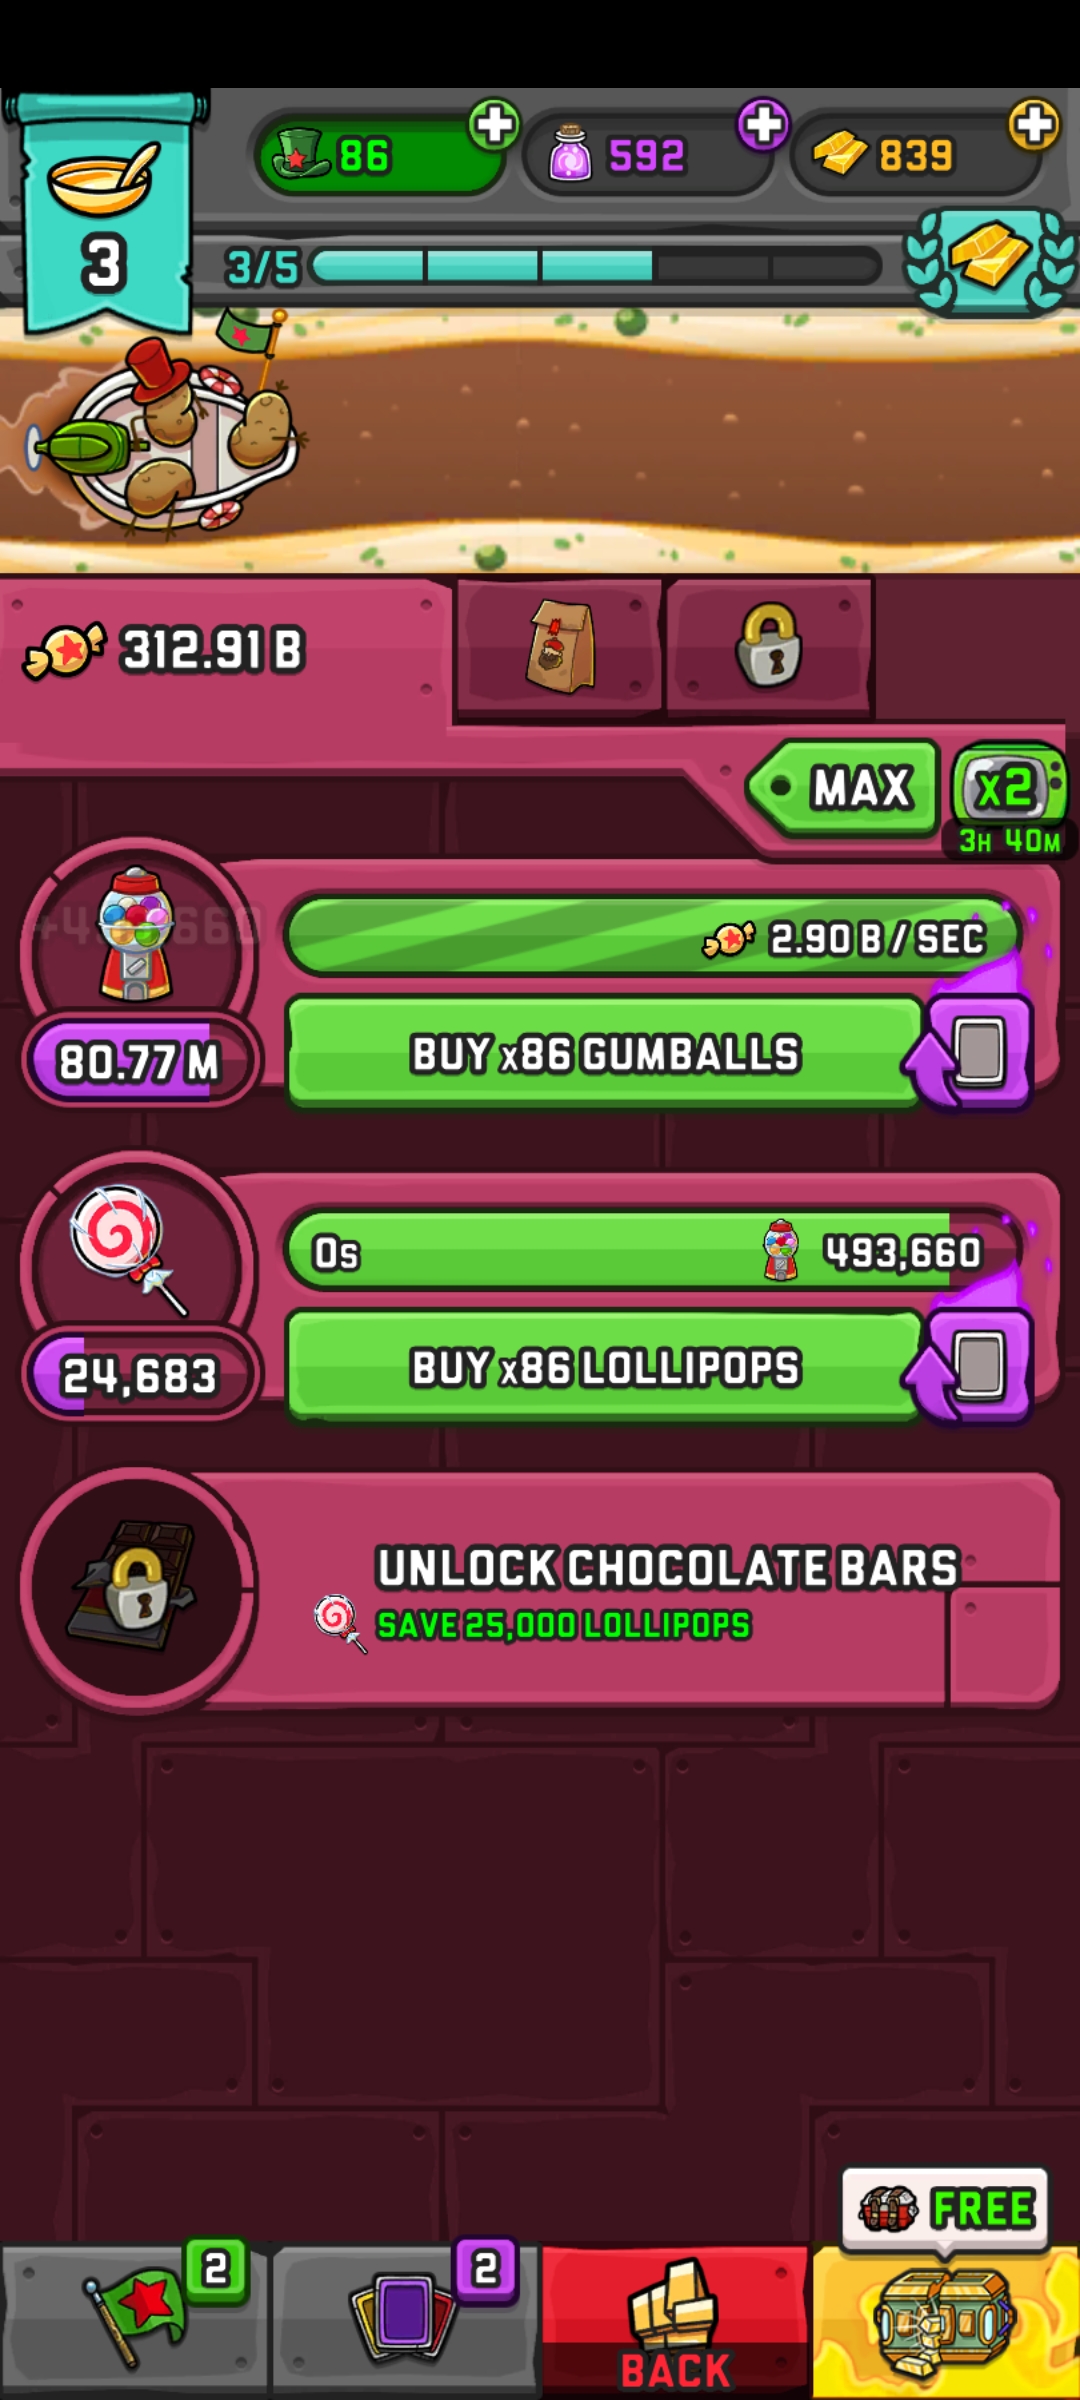 86
592
839
3
3/5
312.91 B
MAX
x2
3H 40M
2.90 B / SEC
80.77 M
BUY x86 GUMBALLS
0s
493,660
24,683
BUY x86 LOLLIPOPS
UNLOCK CHOCOLATE BARS
SAVE 25,000 LOLLIPOPS
FREE
2
2
BACK